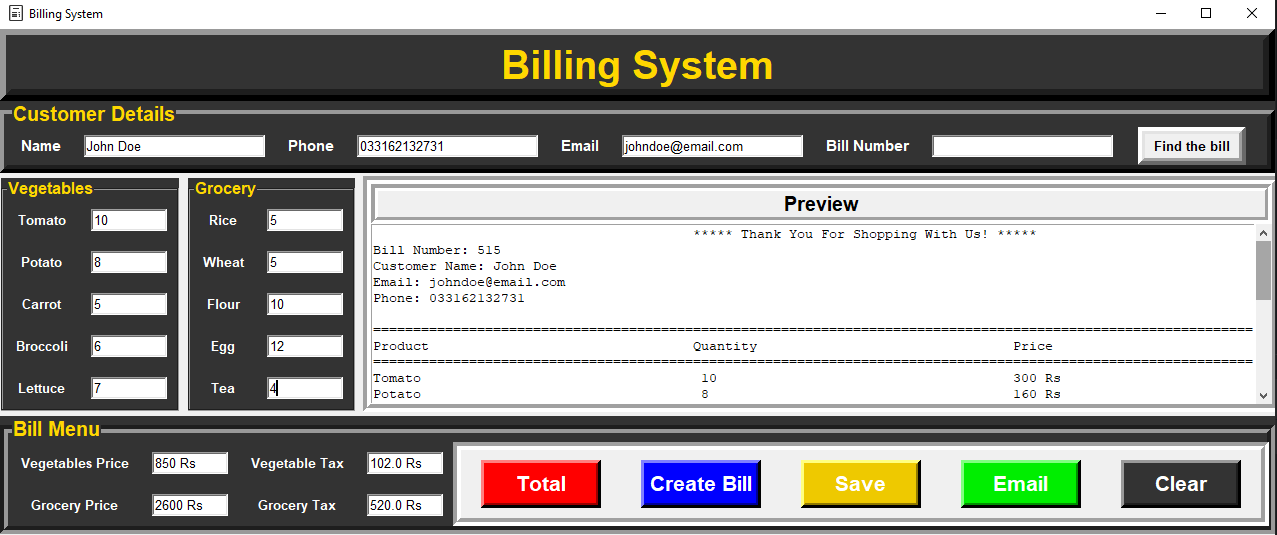 Billing System
Billing System
Customer Details
Name John Doe Phone 033162132731 Email johndoe@email.com Bill Number Find the bill
Vegetables
Tomato 10
Potato 8
Carrot 5
Broccoli 6
Lettuce 7
Grocery
Rice 5
Wheat 5
Flour 10
Egg 12
Tea 4
Preview
***** Thank You For Shopping With Us! *****
Bill Number: 515
Customer Name: John Doe
Email: johndoe@email.com
Phone: 033162132731
==============================================================================================================
Product Quantity Price
==============================================================================================================
Tomato 10 300 Rs
Potato 8 160 Rs
Bill Menu
Vegetables Price 850 Rs Vegetable Tax 102.0 Rs
Grocery Price 2600 Rs Grocery Tax 520.0 Rs
Total Create Bill Save Email Clear